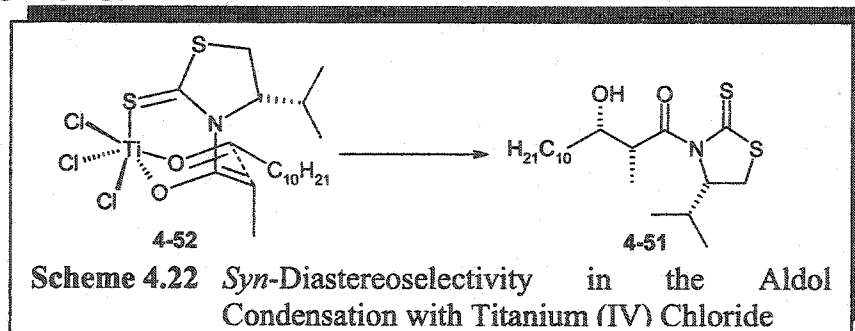 S
S
N
Cl
Cl
Ti
O
C10H21
O
Cl
4-52
OH
O
S
H21C10
N
S
4-51
Scheme 4.22 Syn-Diastereoselectivity in the Aldol
Condensation with Titanium (IV) Chloride